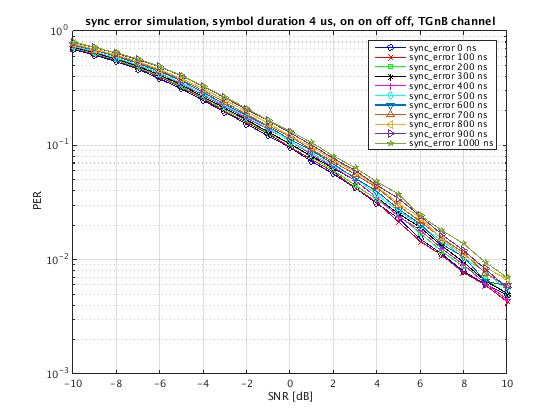 sync error simulation, symbol duration 4 us, on on off off, TGnB channel
10^0
sync_error 0 ns
sync_error 100 ns
sync_error 200 ns
sync_error 300 ns
sync_error 400 ns
sync_error 500 ns
sync_error 600 ns
sync_error 700 ns
sync_error 800 ns
sync_error 900 ns
sync_error 1000 ns
10^-1
PER
10^-2
10^-3
-10 -8 -6 -4 -2 0 2 4 6 8 10
SNR [dB]